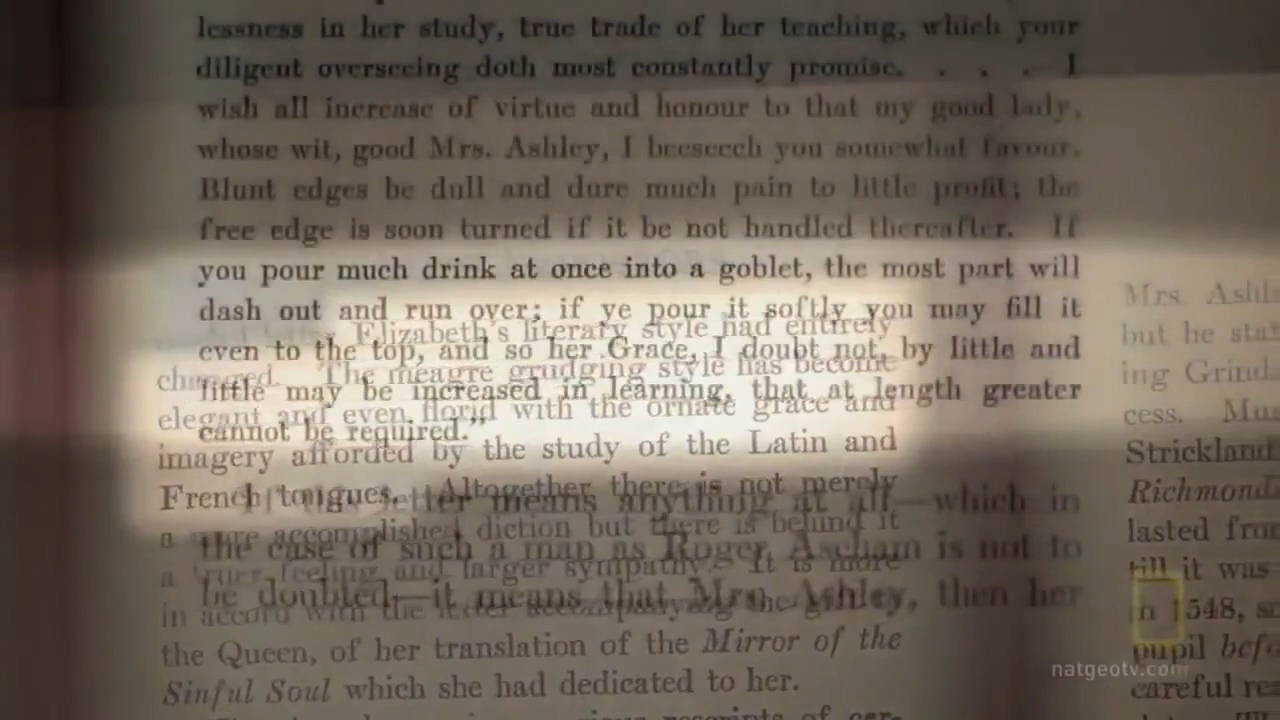 lessness in her study, true trade of her teaching, which your
diligent overseeing doth most constantly promise. . . . I
wish all increase of virtue and honour to that my good lady,
whose wit, good Mrs. Ashley, I beeseech you somewhat favour.
Blunt edges be dull and dure much pain to little profit; the
free edge is soon turned if it be not handled thereafter. If
you pour much drink at once into a goblet, the most part will
dash out and run over; if ye pour it softly you may fill it
even to the top, and so her Grace, I doubt not, by little and
little may be increased in learning, that at length greater
cannot be required."
letter means anything at all—which in
the case of such a man as Roger Ascham is not to
be doubted—it means that Mrs. Ashley, then her
Elizabeth's literary style had entirely
changed. The meagre grudging style has become
elegant and even florid with the ornate grace and
imagery afforded by the study of the Latin and
French tongues. Altogether there is not merely
a more accomplished diction but there is behind it
a truer feeling and larger sympathy. It is more
in accord with the letter accompanying the gift to
the Queen, of her translation of the Mirror of the
Sinful Soul which she had dedicated to her.
Mrs. Ashl
but he stat
ing Grind
cess. Mu
Strickland
Richmond
lasted fro
till it was
in 1548, s
pupil befo
careful re
natgeotv.com